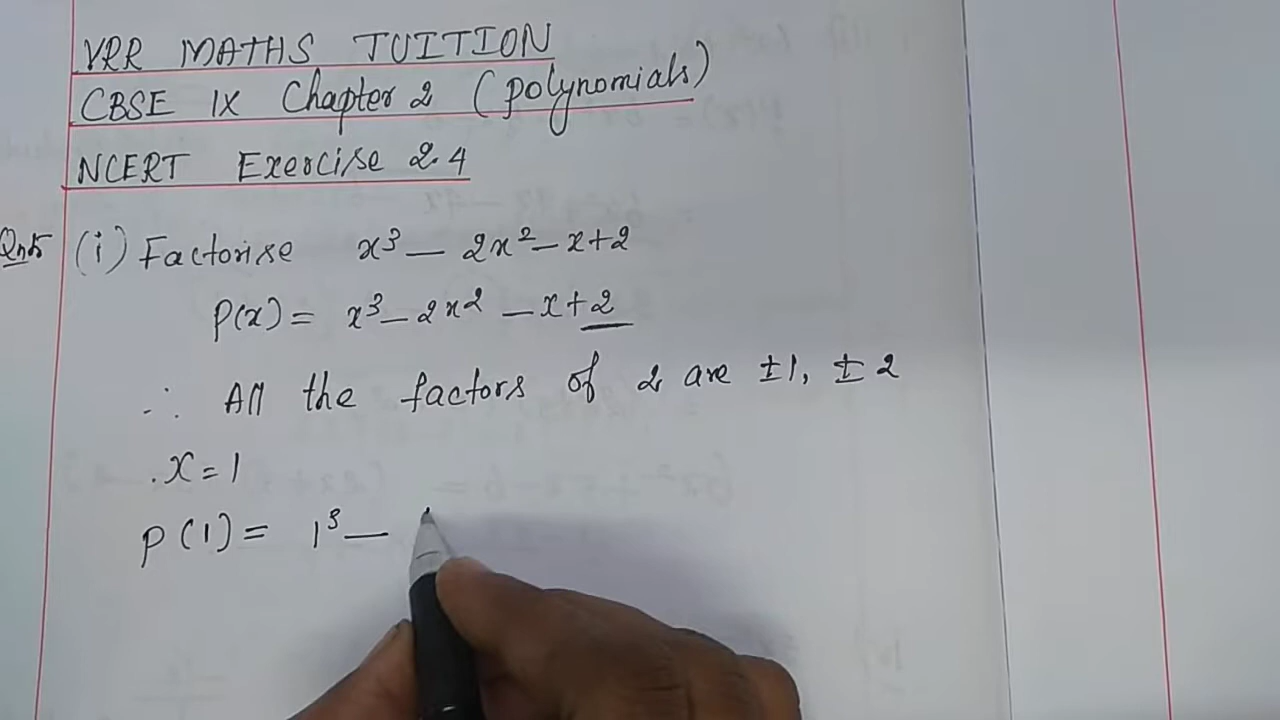 VRR MATHS TUITION
CBSE IX Chapter 2 (Polynomials)
NCERT Exercise 2.4
Qn5 (i) Factorise x³ — 2x² — x + 2
P(x) = x³ — 2x² — x + 2
∴ All the factors of 2 are ±1, ± 2
x = 1
P(1) = 1³ —